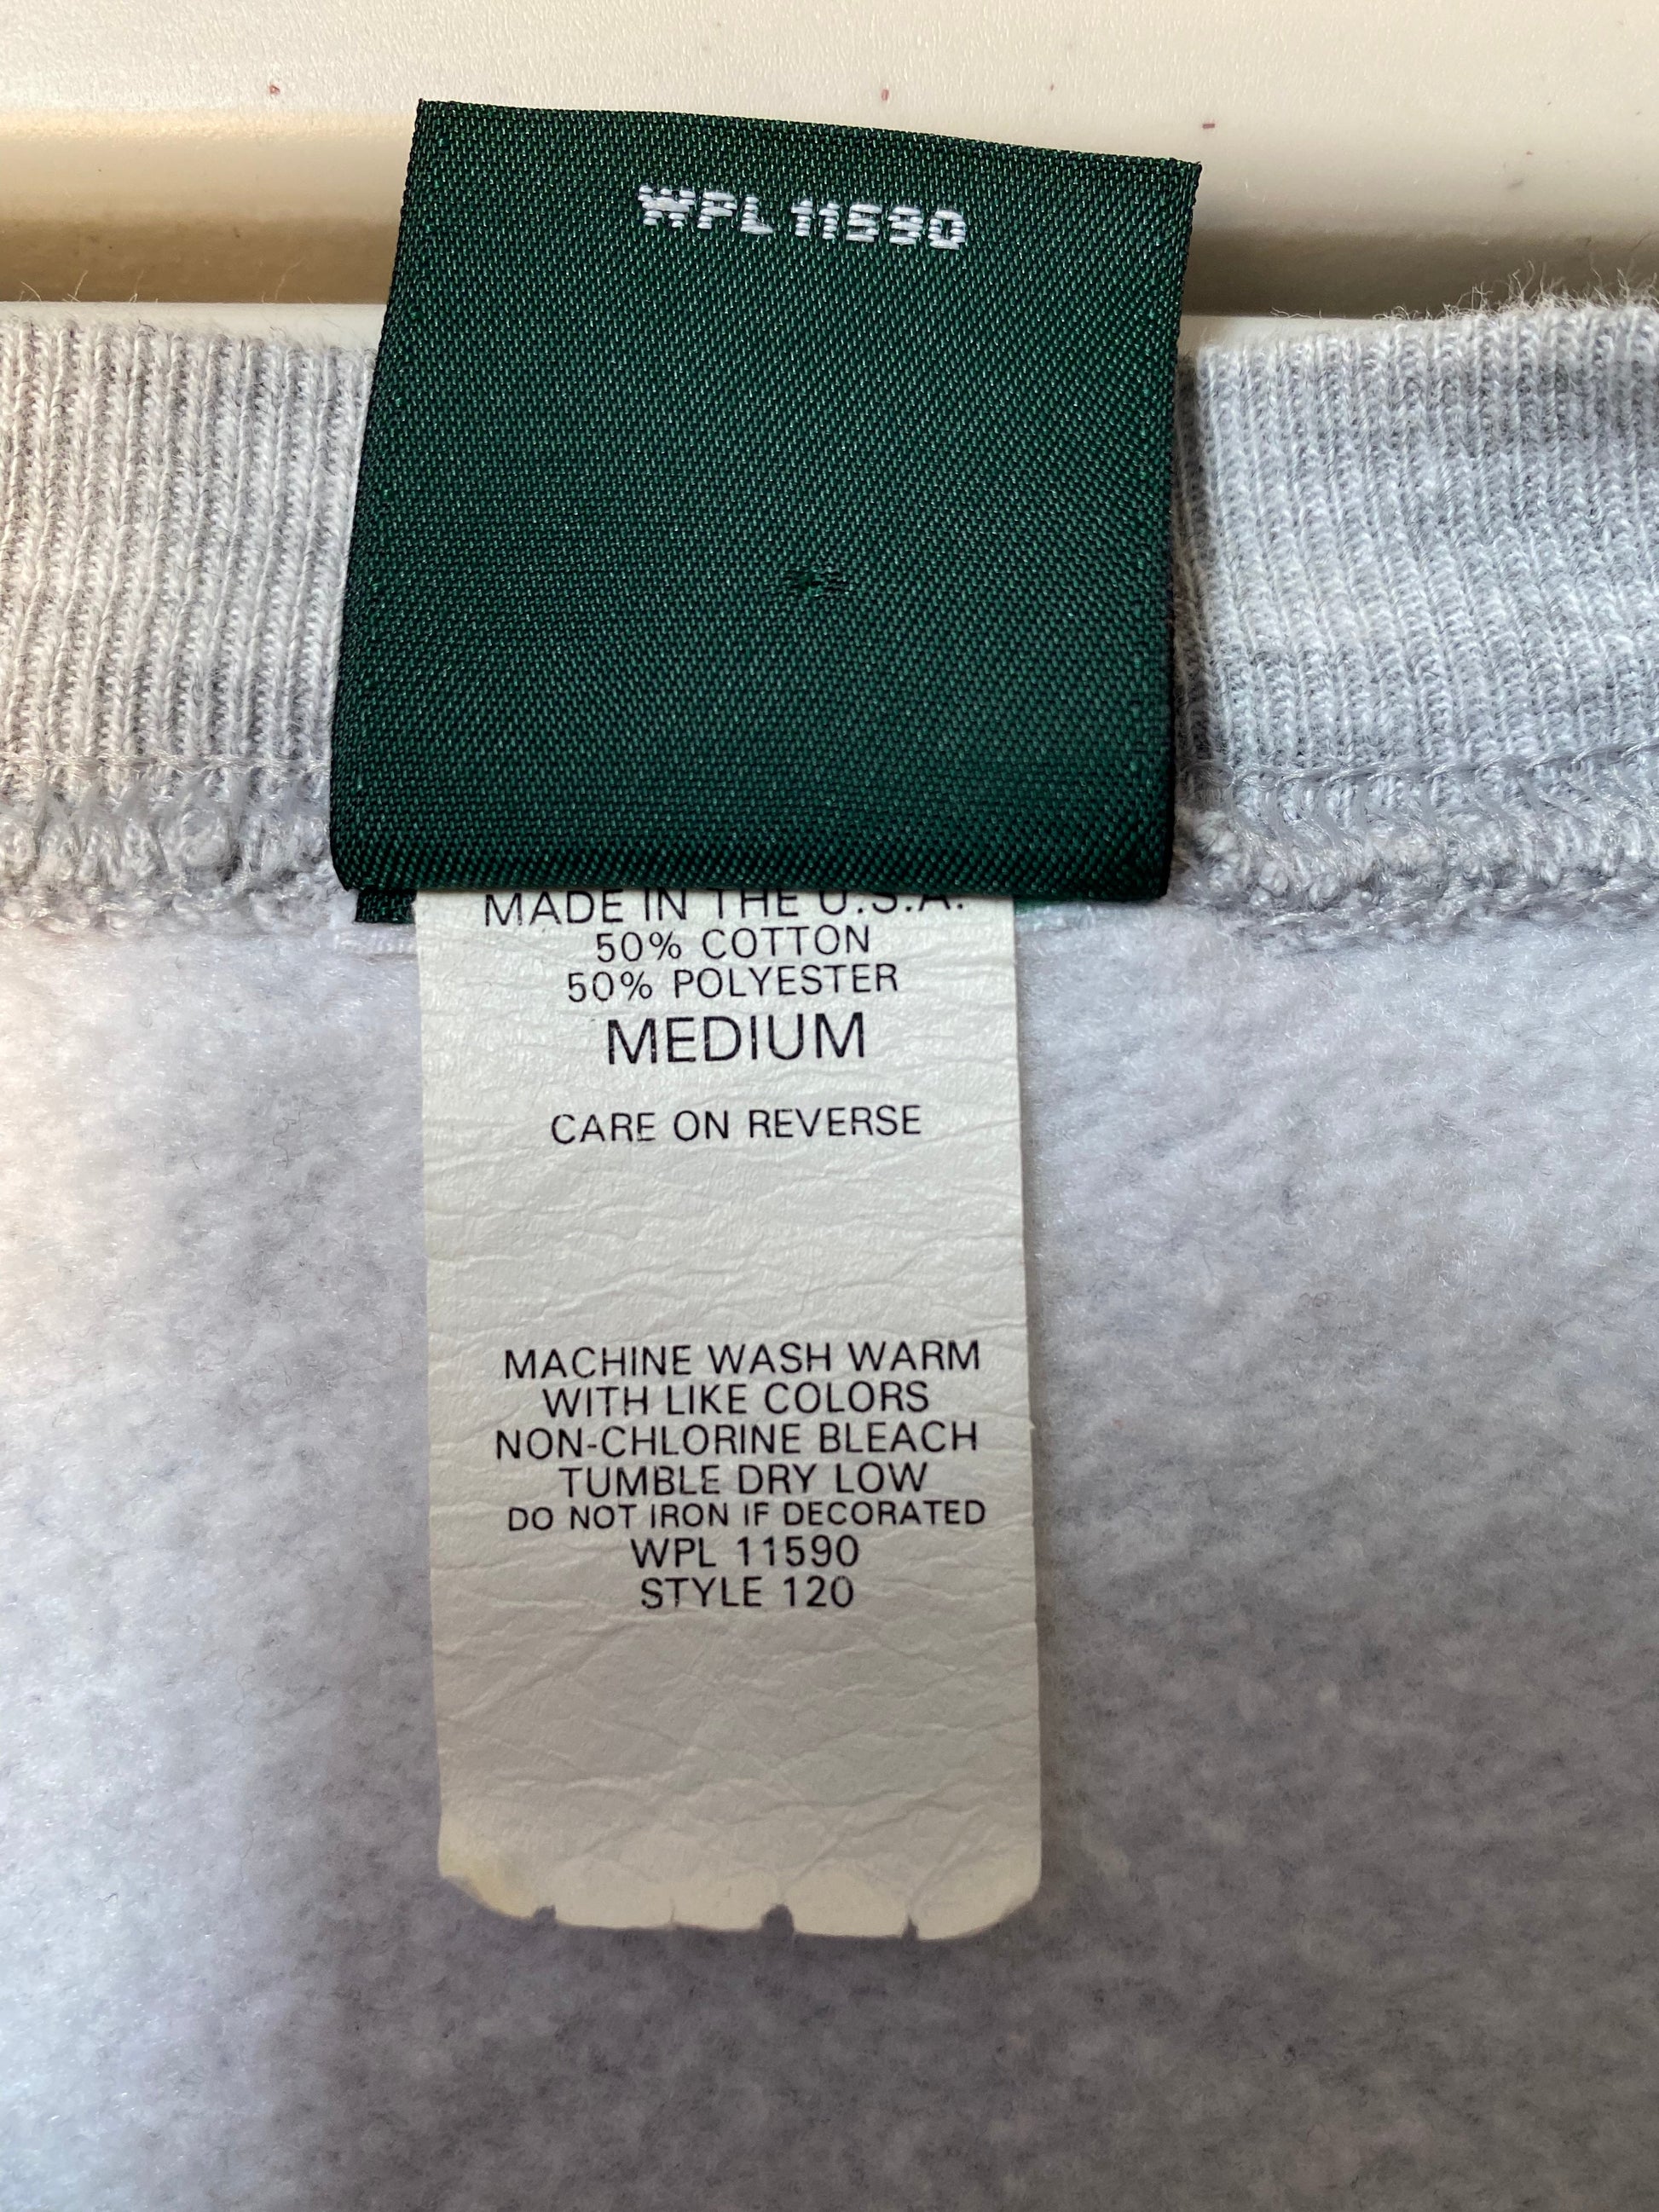 WPL 11590
MADE IN THE U.S.A.
50% COTTON
50% POLYESTER
MEDIUM
CARE ON REVERSE
MACHINE WASH WARM
WITH LIKE COLORS
NON-CHLORINE BLEACH
TUMBLE DRY LOW
DO NOT IRON IF DECORATED
WPL 11590
STYLE 120